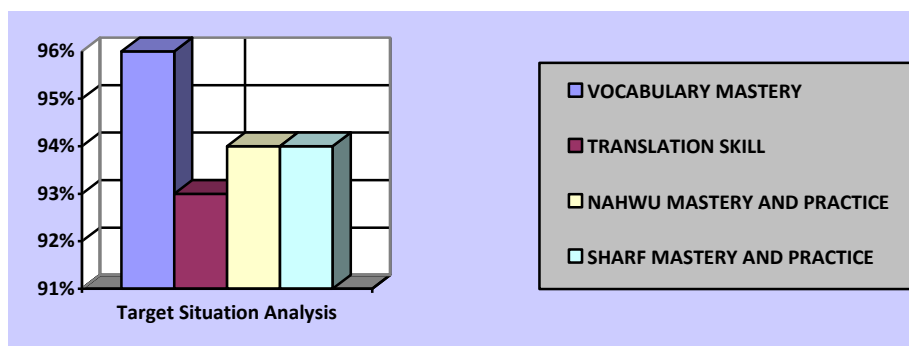 96%
95%
94%
93%
92%
91%
Target Situation Analysis
VOCABULARY MASTERY
TRANSLATION SKILL
NAHWU MASTERY AND PRACTICE
SHARF MASTERY AND PRACTICE